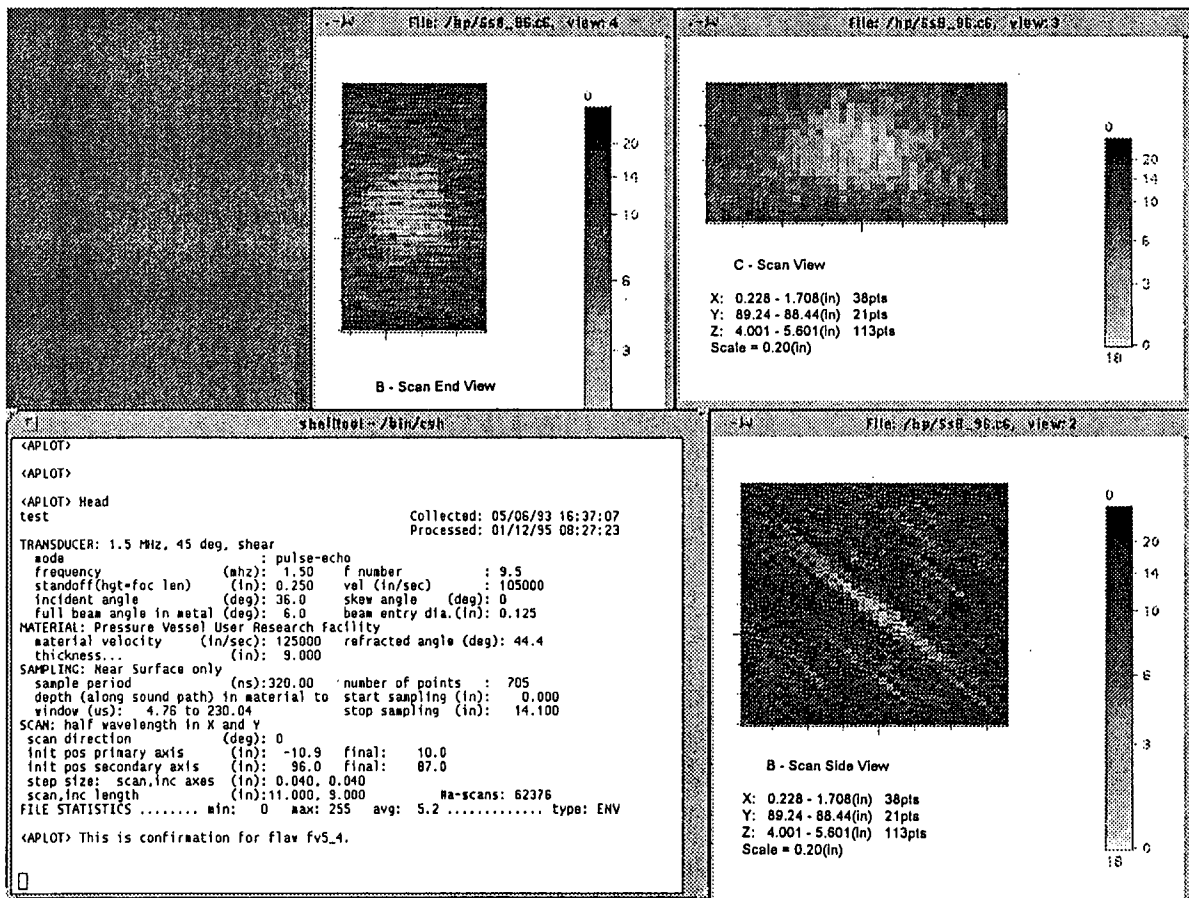 File: /hp/Ss8_96.c6, view:4
0
20
14
10
6
3
B - Scan End View
File: /hp/Ss8_96.c6, view:3
0
20
14
10
6
3
0
18
C - Scan View
X: 0.228 - 1.708(in) 38pts
Y: 89.24 - 88.44(in) 21pts
Z: 4.001 - 5.601(in) 113pts
Scale = 0.20(in)
shelltool - /bin/csh
<APLOT>
<APLOT>
<APLOT> Head
test Collected: 05/06/93 16:37:07
Processed: 01/12/95 08:27:23
TRANSDUCER: 1.5 MHz, 45 deg, shear
mode : pulse-echo
frequency (mhz): 1.50 f number : 9.5
standoff(hgt=foc len) (in): 0.250 vel (in/sec) : 105000
incident angle (deg): 36.0 skew angle (deg): 0
full beam angle in metal (deg): 6.0 beam entry dia.(in): 0.125
MATERIAL: Pressure Vessel User Research Facility
material velocity (in/sec): 125000 refracted angle (deg): 44.4
thickness... (in): 9.000
SAMPLING: Near Surface only
sample period (ns):320.00 number of points : 705
depth (along sound path) in material to start sampling (in): 0.000
window (us): 4.76 to 230.04 stop sampling (in): 14.100
SCAN: half wavelength in X and Y
scan direction (deg): 0
init pos primary axis (in): -10.9 final: 10.0
init pos secondary axis (in): 96.0 final: 87.0
step size: scan,inc axes (in): 0.040, 0.040
scan,inc length (in):11.000, 9.000 #a-scans: 62376
FILE STATISTICS ........ min: 0 max: 255 avg: 5.2 ............. type: ENV
<APLOT> This is confirmation for flaw fv5_4.
File: /hp/Ss8_96.c6, view:2
0
20
14
10
6
3
0
18
B - Scan Side View
X: 0.228 - 1.708(in) 38pts
Y: 89.24 - 88.44(in) 21pts
Z: 4.001 - 5.601(in) 113pts
Scale = 0.20(in)